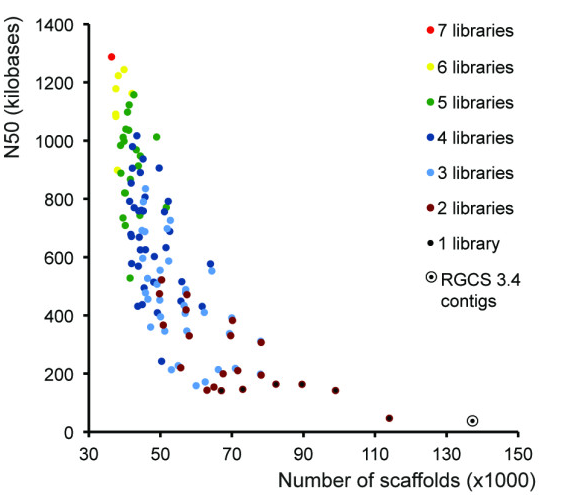 N50 (kilobases)
1400
1200
1000
800
600
400
200
0
30
50
70
90
110
130
150
Number of scaffolds (x1000)
7 libraries
6 libraries
5 libraries
4 libraries
3 libraries
2 libraries
1 library
RGCS 3.4
contigs